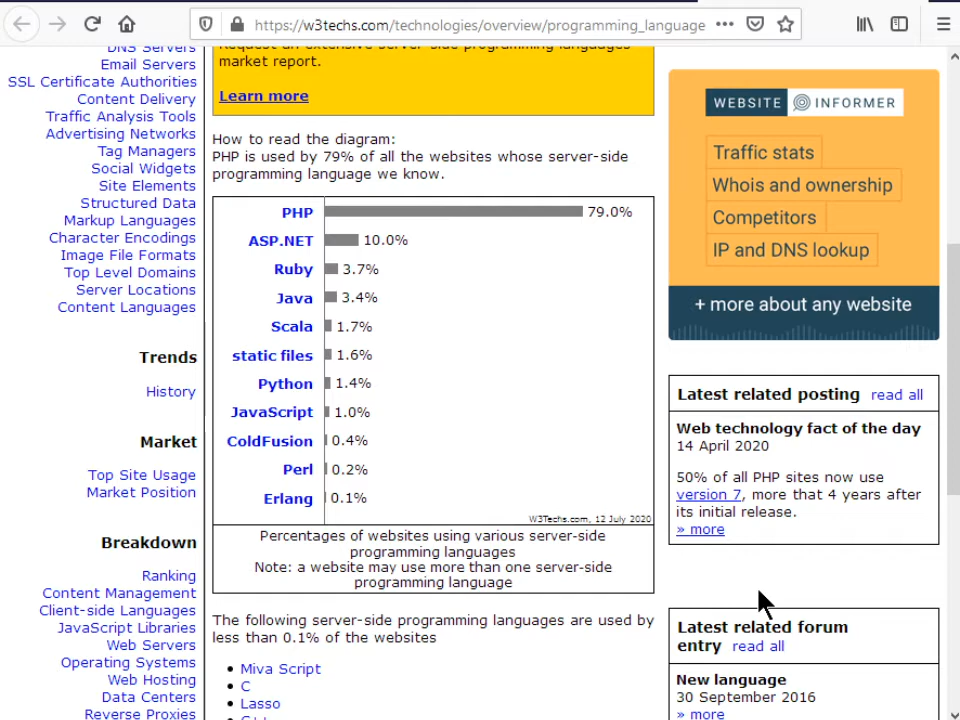 https://w3techs.com/technologies/overview/programming_language
DNS Servers
Email Servers
SSL Certificate Authorities
Content Delivery
Traffic Analysis Tools
Advertising Networks
Tag Managers
Social Widgets
Site Elements
Structured Data
Markup Languages
Character Encodings
Image File Formats
Top Level Domains
Server Locations
Content Languages
Trends
History
Market
Top Site Usage
Market Position
Breakdown
Ranking
Content Management
Client-side Languages
JavaScript Libraries
Web Servers
Operating Systems
Web Hosting
Data Centers
Reverse Proxies
Request an extensive server-side programming languages
market report.
Learn more
How to read the diagram:
PHP is used by 79% of all the websites whose server-side
programming language we know.
PHP 79.0%
ASP.NET 10.0%
Ruby 3.7%
Java 3.4%
Scala 1.7%
static files 1.6%
Python 1.4%
JavaScript 1.0%
ColdFusion 0.4%
Perl 0.2%
Erlang 0.1%
W3Techs.com, 12 July 2020
Percentages of websites using various server-side
programming languages
Note: a website may use more than one server-side
programming language
The following server-side programming languages are used by
less than 0.1% of the websites
• Miva Script
• C
• Lasso
WEBSITE INFORMER
Traffic stats
Whois and ownership
Competitors
IP and DNS lookup
+ more about any website
Latest related posting read all
Web technology fact of the day
14 April 2020
50% of all PHP sites now use
version 7, more that 4 years after
its initial release.
» more
Latest related forum
entry read all
New language
30 September 2016
» more